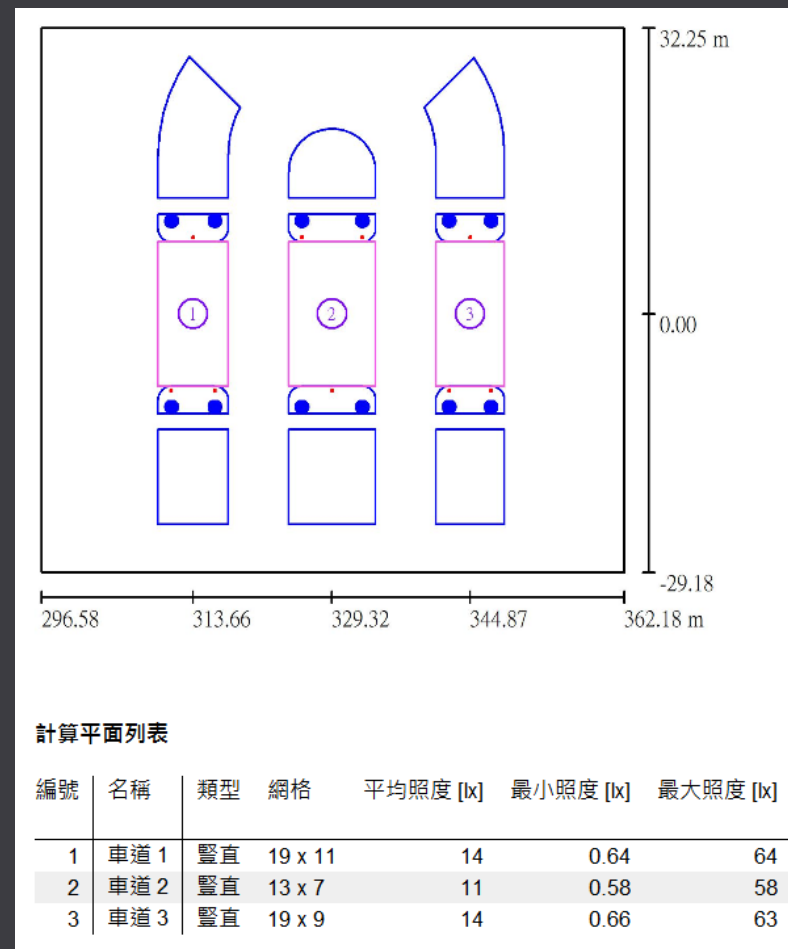 32.25 m
1
2
3
0.00
-29.18
296.58 313.66 329.32 344.87 362.18 m
計算平面列表
編號 名稱 類型 網格 平均照度 [lx] 最小照度 [lx] 最大照度 [lx]
1 車道 1 豎直 19 x 11 14 0.64 64
2 車道 2 豎直 13 x 7 11 0.58 58
3 車道 3 豎直 19 x 9 14 0.66 63